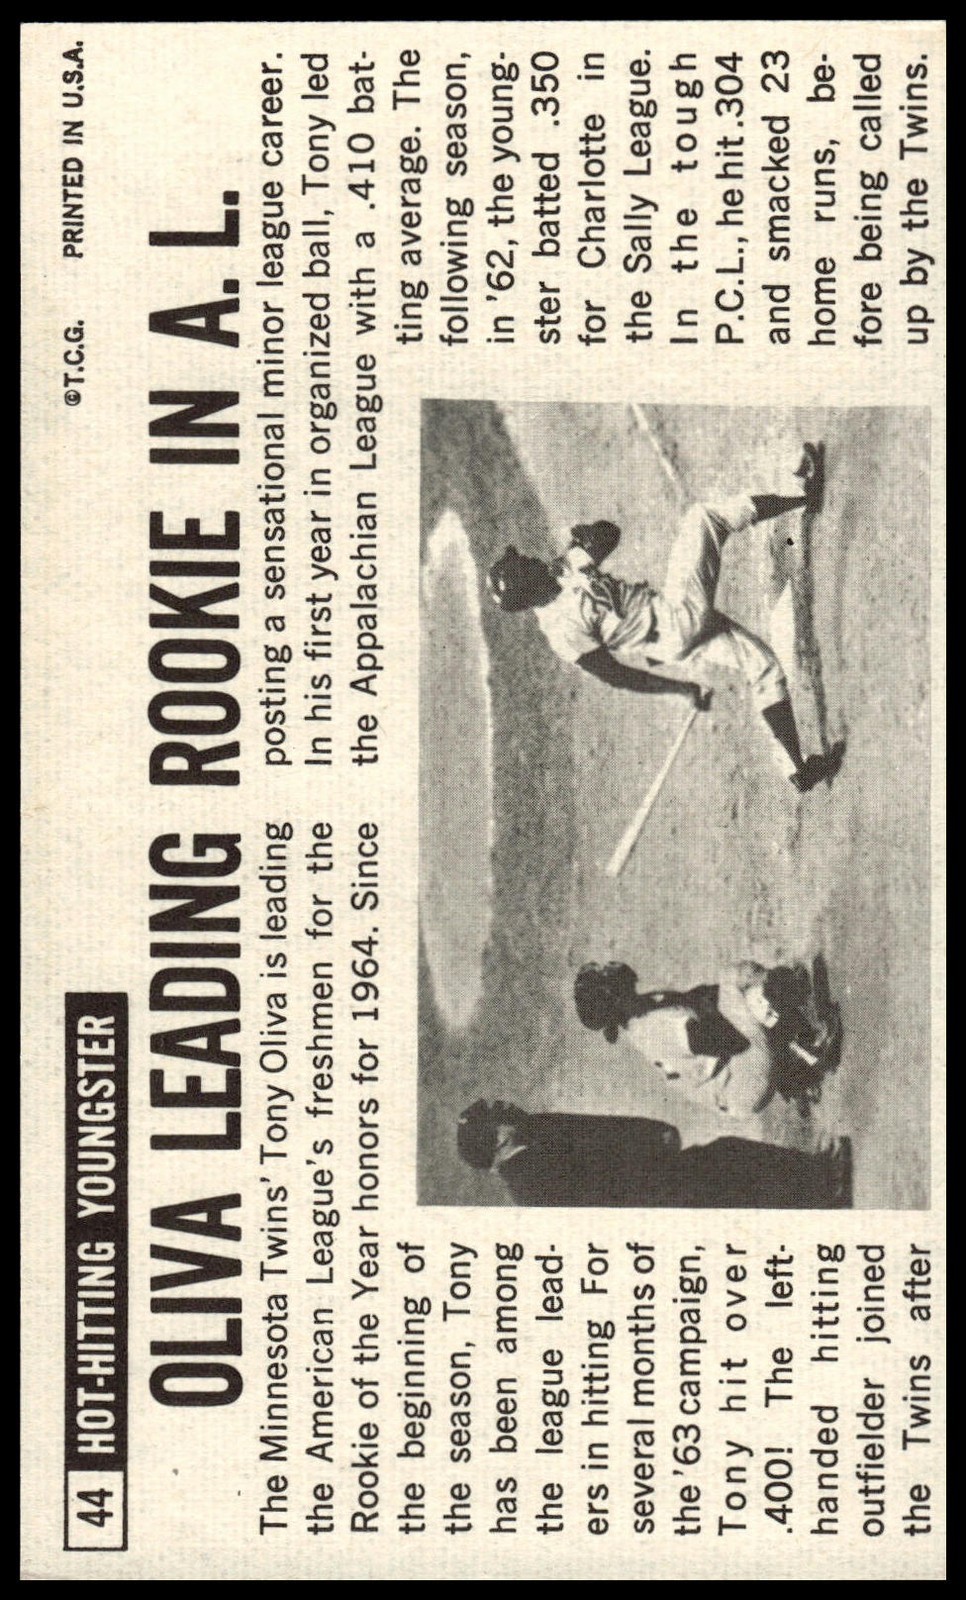 44 HOT-HITTING YOUNGSTER
©T.C.G. PRINTED IN U.S.A.
OLIVA LEADING ROOKIE IN A. L.
The Minnesota Twins' Tony Oliva is leading
the American League's freshmen for the
Rookie of the Year honors for 1964. Since
the beginning of
the season, Tony
has been among
the league lead-
ers in hitting For
several months of
the '63 campaign,
Tony hit over
.400! The left-
handed hitting
outfielder joined
the Twins after
posting a sensational minor league career.
In his first year in organized ball, Tony led
the Appalachian League with a .410 bat-
ting average. The
following season,
in '62, the young-
ster batted .350
for Charlotte in
the Sally League.
In the tough
P.C.L., he hit .304
and smacked 23
home runs, be-
fore being called
up by the Twins.